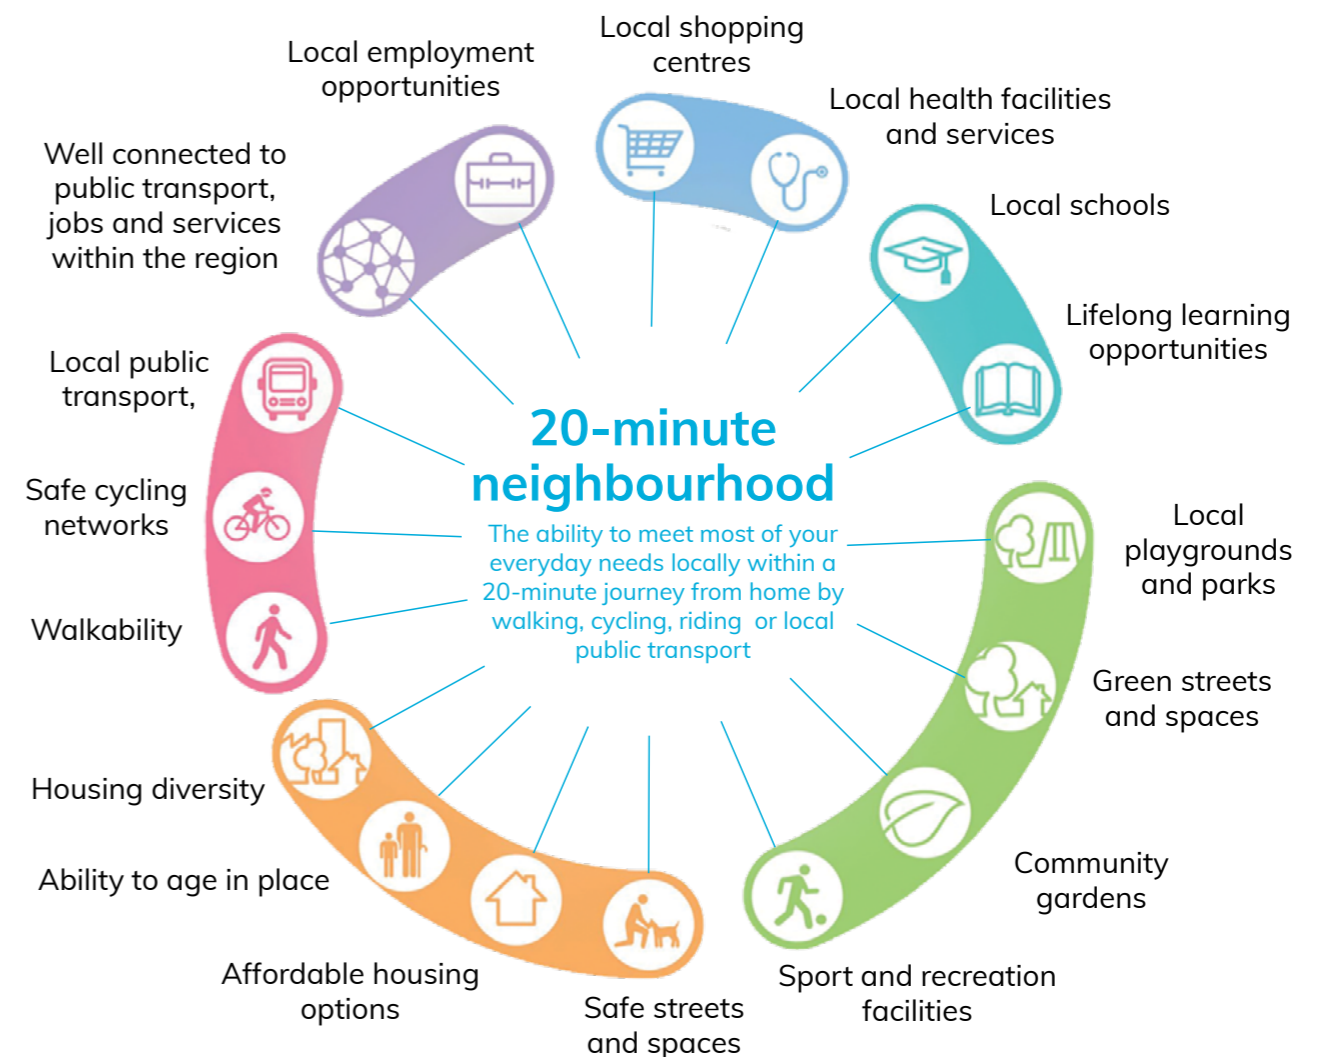 Local shopping
centres
Local employment
opportunities
Local health facilities
and services
Well connected to
public transport,
jobs and services
within the region
Local schools
Lifelong learning
opportunities
Local public
transport,
20-minute
neighbourhood
Safe cycling
networks
The ability to meet most of your
everyday needs locally within a
20-minute journey from home by
walking, cycling, riding  or local
public transport
Local
playgrounds
and parks
Walkability
Green streets
and spaces
Housing diversity
Ability to age in place
Community
gardens
Affordable housing
options
Safe streets
and spaces
Sport and recreation
facilities